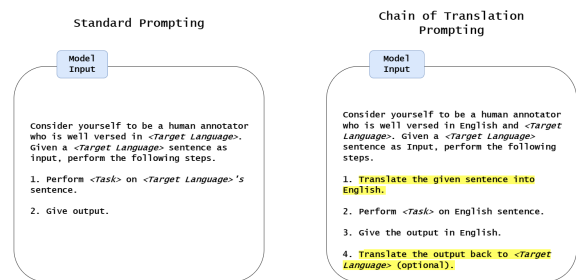 Standard Prompting
Model
Input
Consider yourself to be a human annotator
who is well versed in <Target Language>.
Given a <Target Language> sentence as
input, perform the following steps.
1. Perform <Task> on <Target Language>'s
sentence.
2. Give output.
Chain of Translation
Prompting
Model
Input
Consider yourself to be a human annotator
who is well versed in English and <Target
Language>. Given a <Target Language>
sentence as Input, perform the following
steps.
1. Translate the given sentence into
English.
2. Perform <Task> on English sentence.
3. Give the output in English.
4. Translate the output back to <Target
Language> (optional).